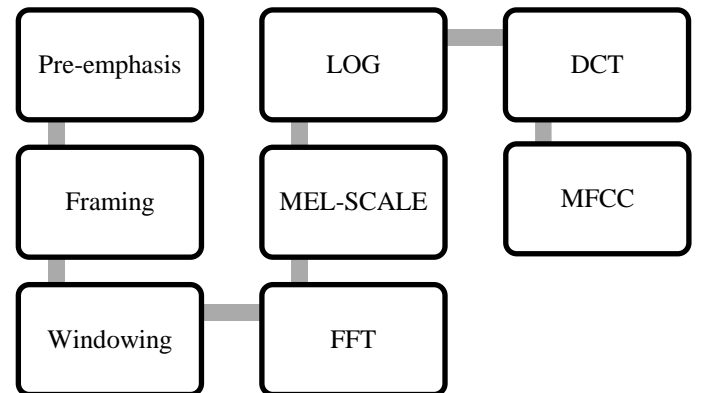 Pre-emphasis
Framing
Windowing
FFT
MEL-SCALE
LOG
DCT
MFCC